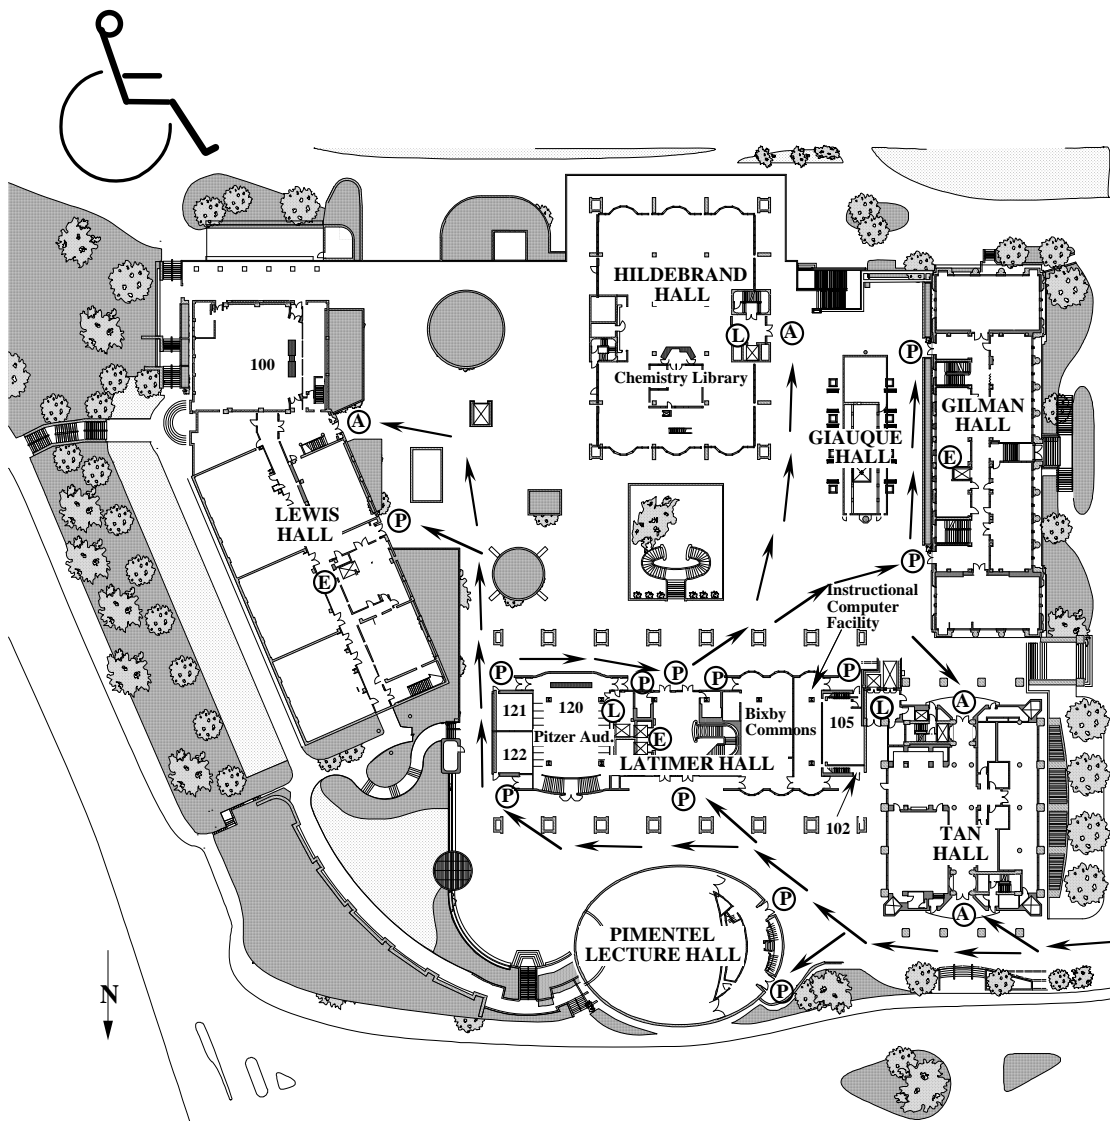 HILDEBRAND
HALL
L
A
100
Chemistry Library
P
GILMAN
HALL
A
GIAUQUE
HALL
E
LEWIS
HALL
P
P
E
Instructional
Computer
Facility
P
P
P
P
P
A
121
120
L
Bixby
Commons
105
L
122
Pitzer Aud.
E
LATIMER HALL
P
P
102
TAN
HALL
P
A
PIMENTEL
LECTURE HALL
P
N